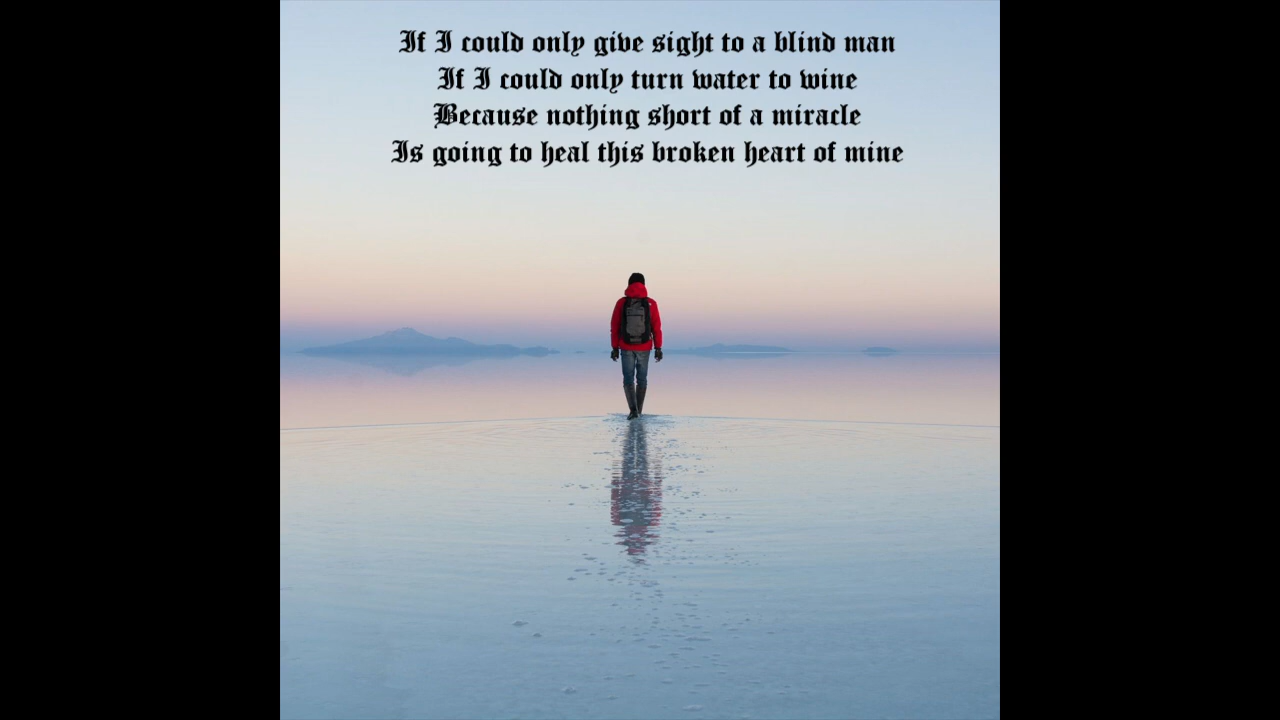 If I could only give sight to a blind man
If I could only turn water to wine
Because nothing short of a miracle
Is going to heal this broken heart of mine